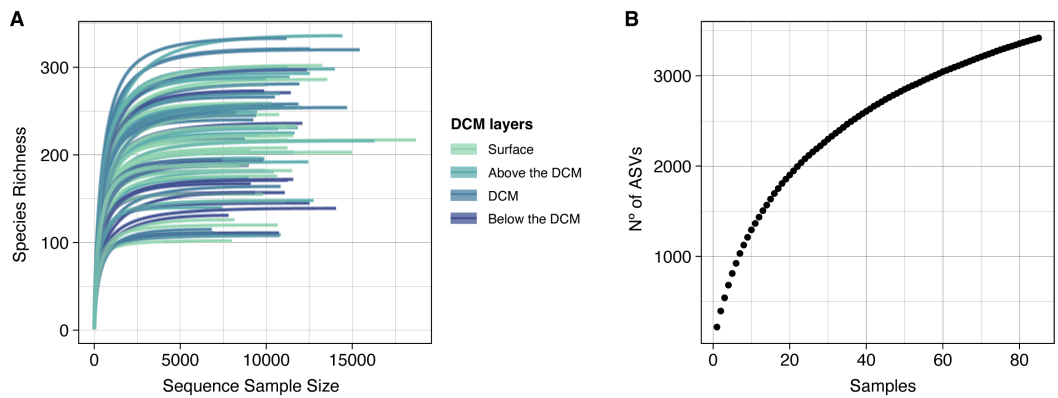 A
Species Richness
300
200
100
0
0 5000 10000 15000
Sequence Sample Size
DCM layers
Surface
Above the DCM
DCM
Below the DCM
B
N° of ASVs
3000
2000
1000
0 20 40 60 80
Samples